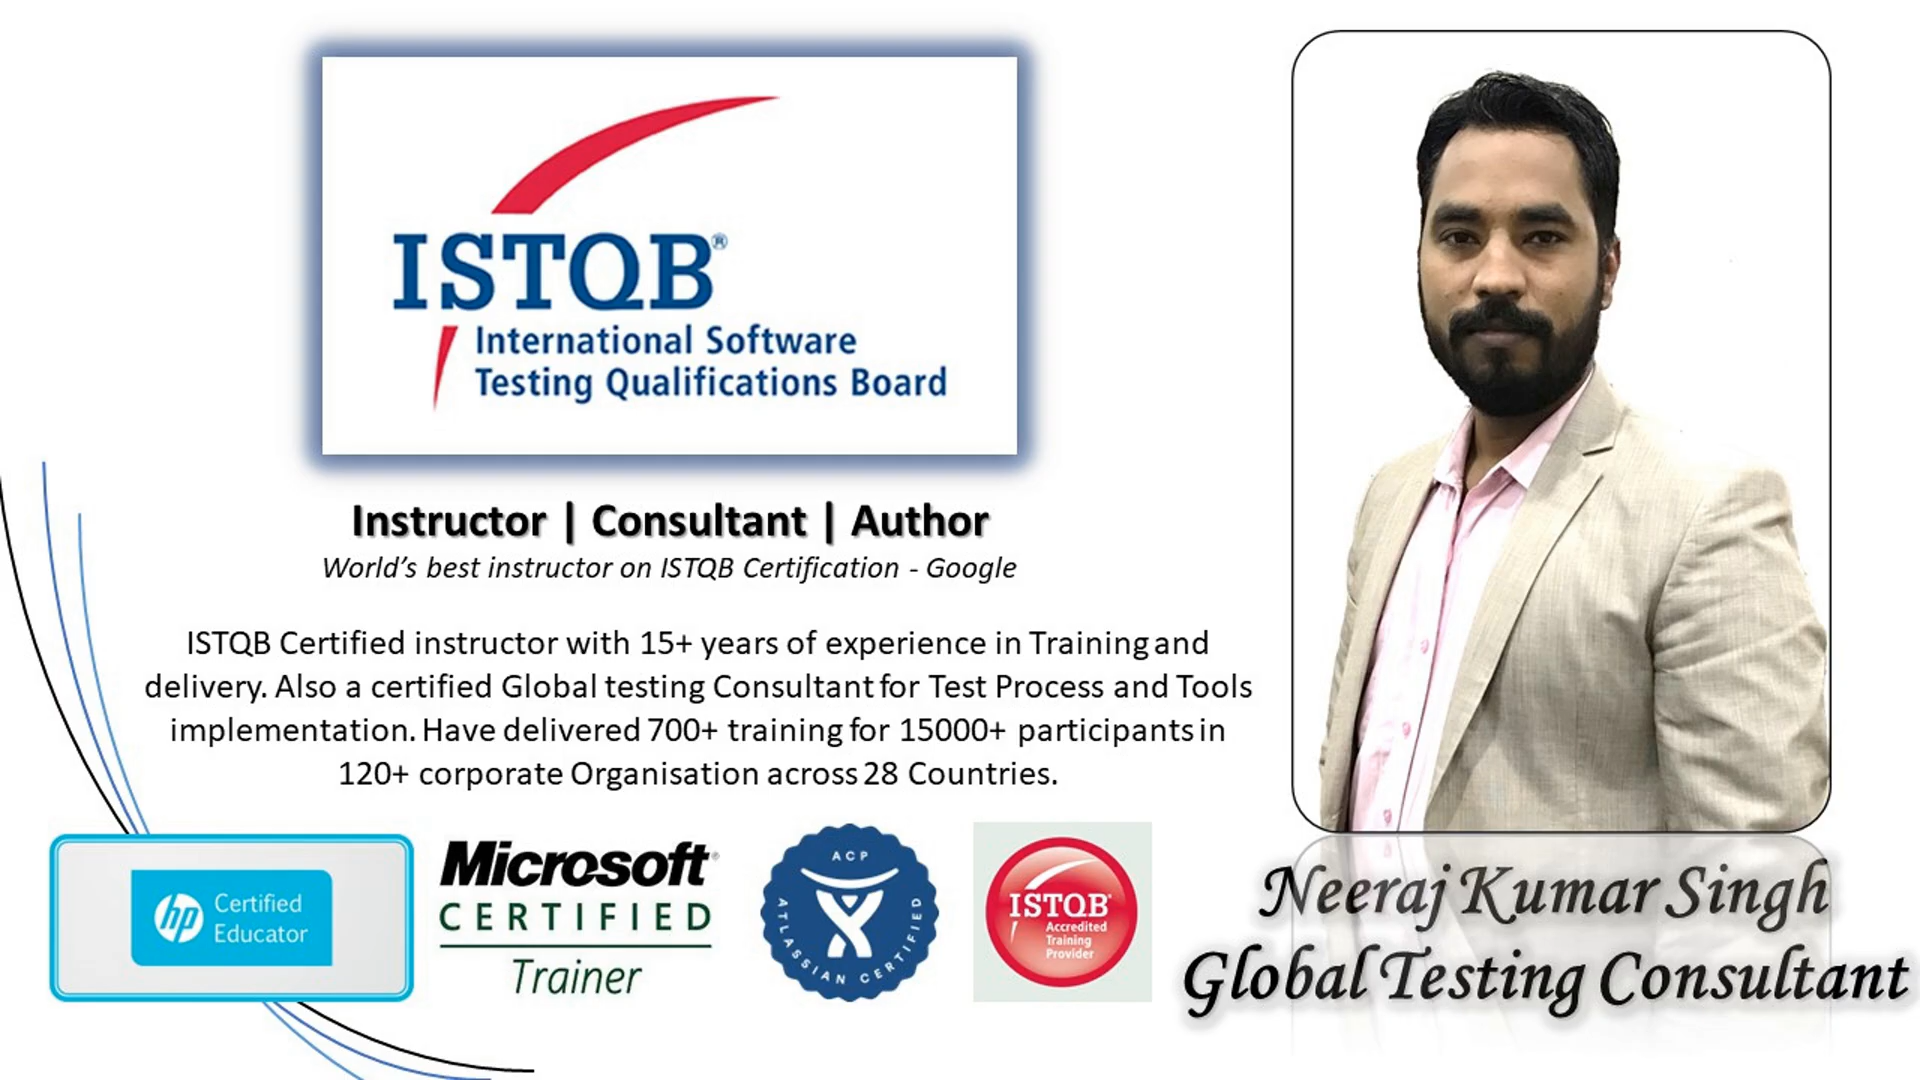 ISTQB®
International Software
Testing Qualifications Board
Instructor | Consultant | Author
World's best instructor on ISTQB Certification - Google
ISTQB Certified instructor with 15+ years of experience in Training and
delivery. Also a certified Global testing Consultant for Test Process and Tools
implementation. Have delivered 700+ training for 15000+ participants in
120+ corporate Organisation across 28 Countries.
hp Certified
Educator
Microsoft®
CERTIFIED
Trainer
ACP
ATLASSIAN CERTIFIED
ISTQB®
Accredited
Training
Provider
Neeraj Kumar Singh
Global Testing Consultant